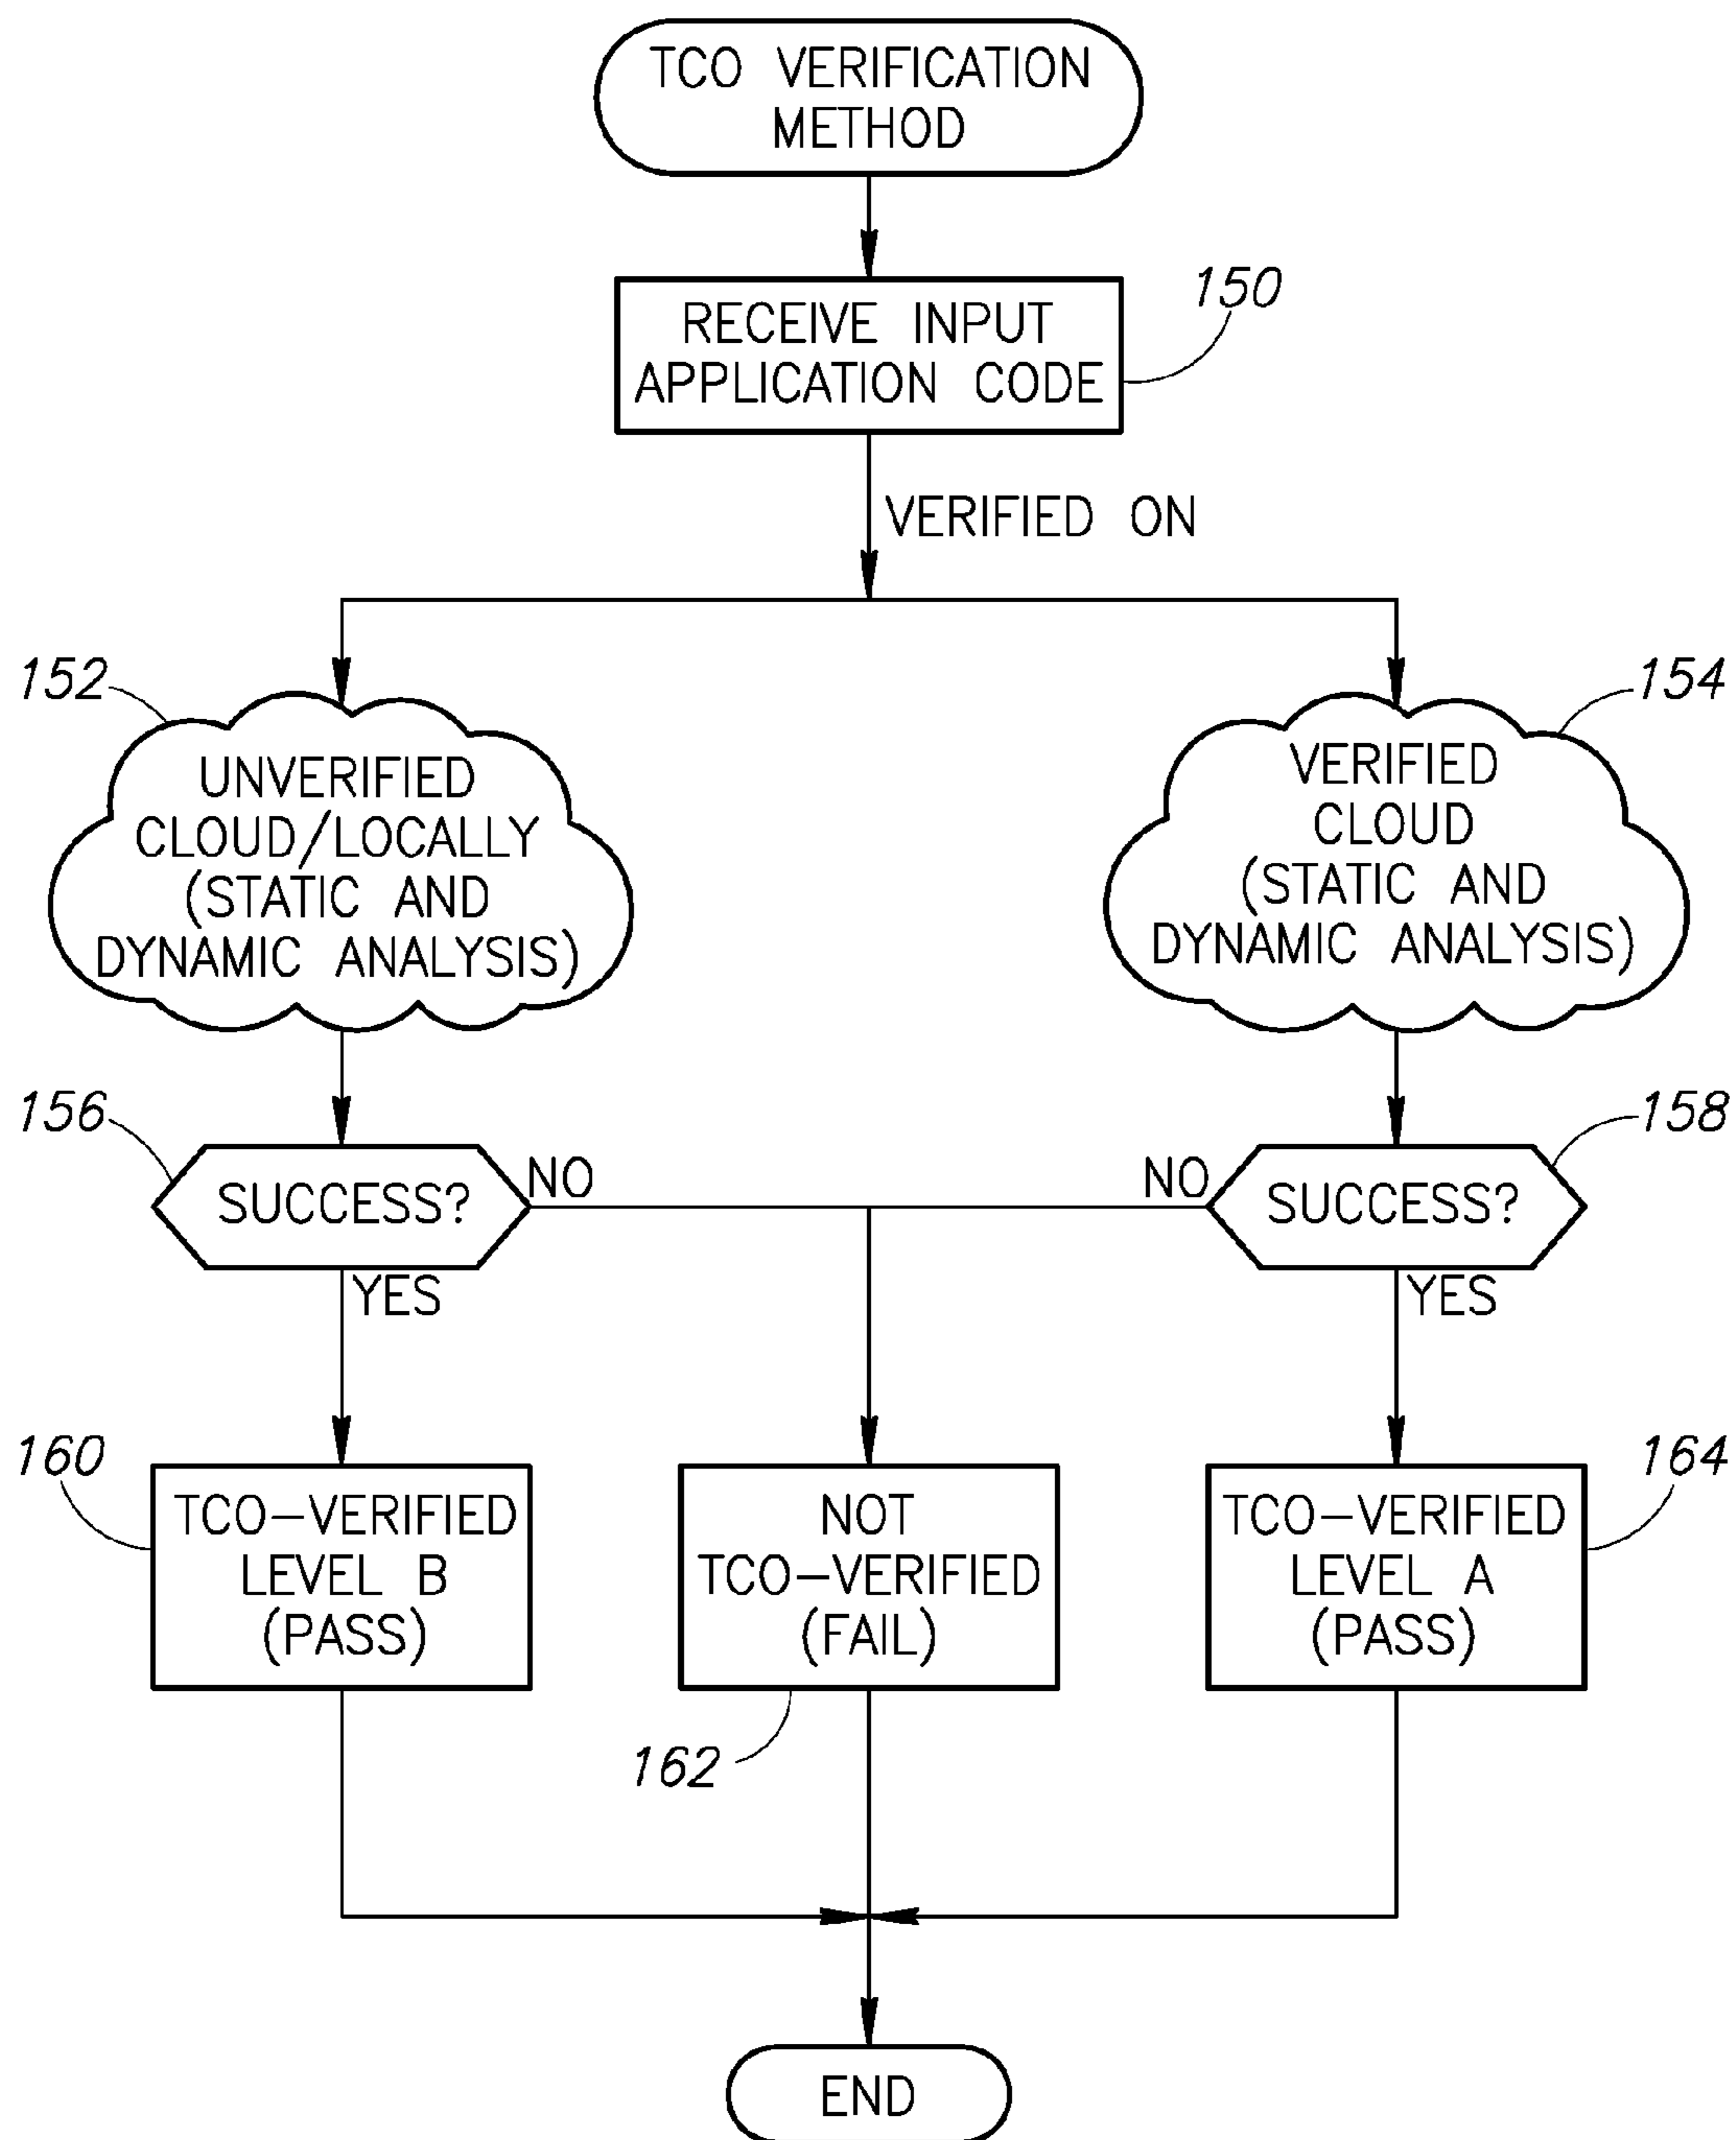 TCO VERIFICATION
METHOD
150
RECEIVE INPUT
APPLICATION CODE
VERIFIED ON
152
154
UNVERIFIED
CLOUD/LOCALLY
(STATIC AND
DYNAMIC ANALYSIS)
VERIFIED
CLOUD
(STATIC AND
DYNAMIC ANALYSIS)
156
158
SUCCESS?
NO
NO
SUCCESS?
YES
YES
160
164
TCO-VERIFIED
LEVEL B
(PASS)
NOT
TCO-VERIFIED
(FAIL)
TCO-VERIFIED
LEVEL A
(PASS)
162
END